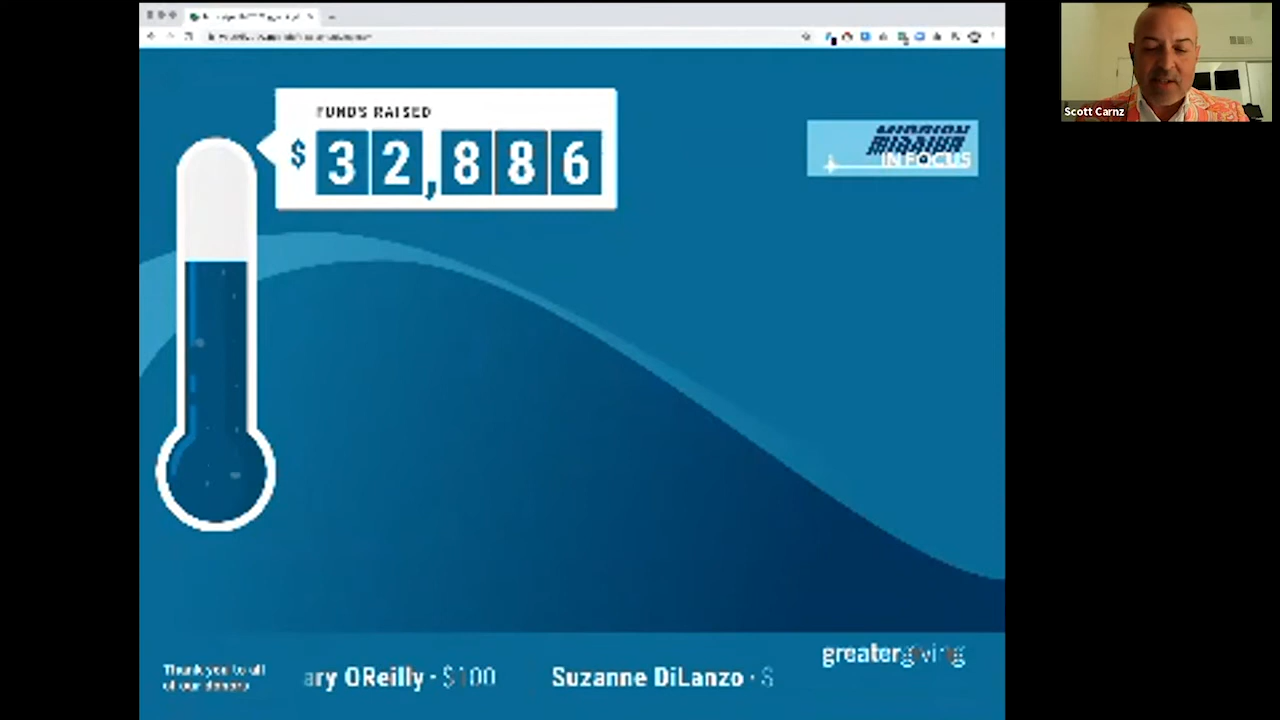 FUNDS RAISED
$32,886
MISSION
IN FOCUS
Scott Carnz
greatergiving
Thank you to all
of our donors
ary OReilly · $100
Suzanne DiLanzo · $